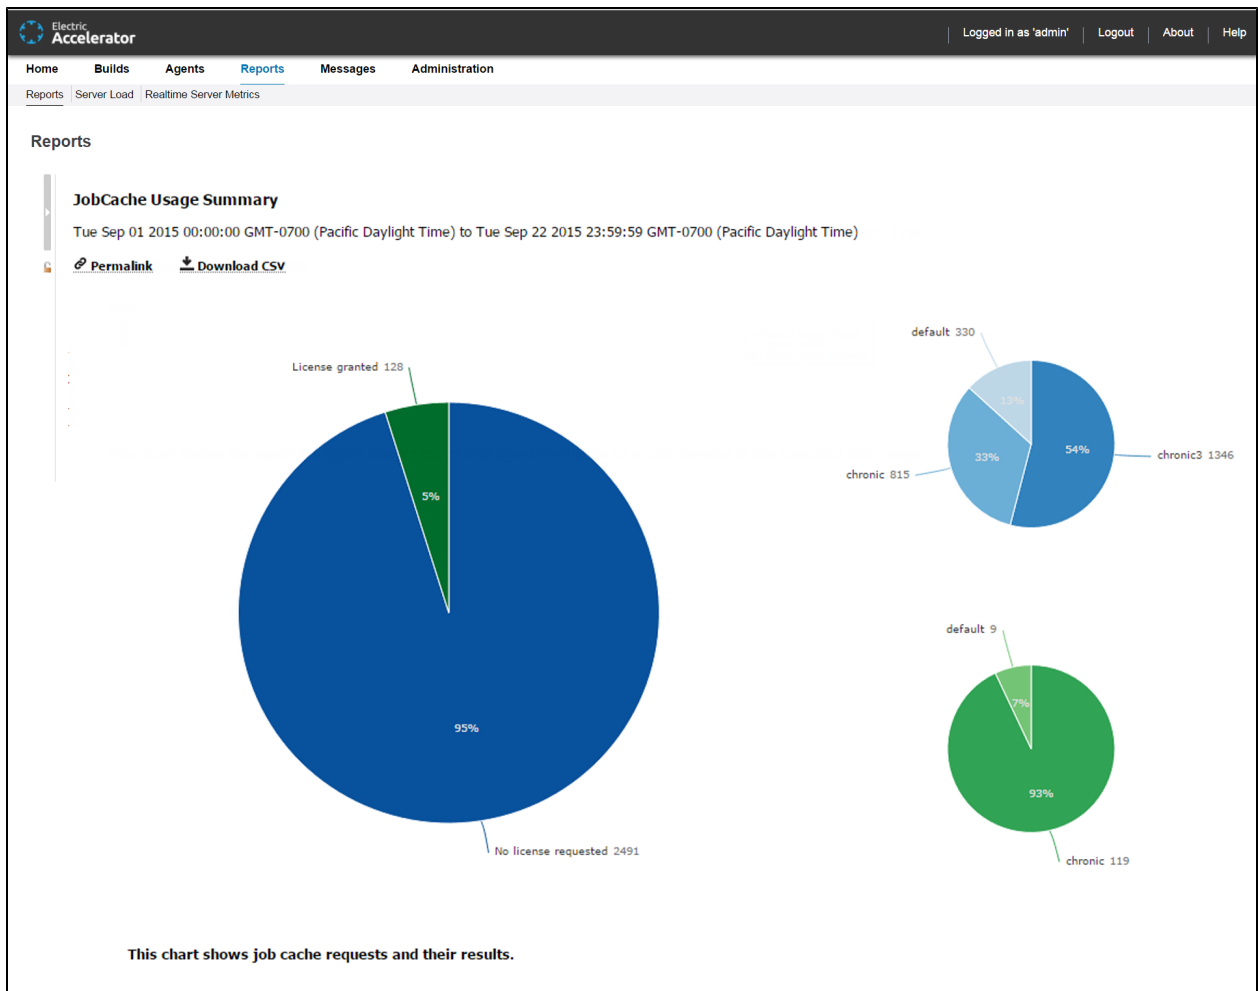 Electric
Accelerator
Logged in as 'admin' Logout About Help
Home Builds Agents Reports Messages Administration
Reports Server Load Realtime Server Metrics
Reports
JobCache Usage Summary
Tue Sep 01 2015 00:00:00 GMT-0700 (Pacific Daylight Time) to Tue Sep 22 2015 23:59:59 GMT-0700 (Pacific Daylight Time)
Permalink Download CSV
License granted 128
5%
95%
No license requested 2491
default 330
13%
33%
54%
chronic 815
chronic3 1346
default 9
7%
93%
chronic 119
This chart shows job cache requests and their results.